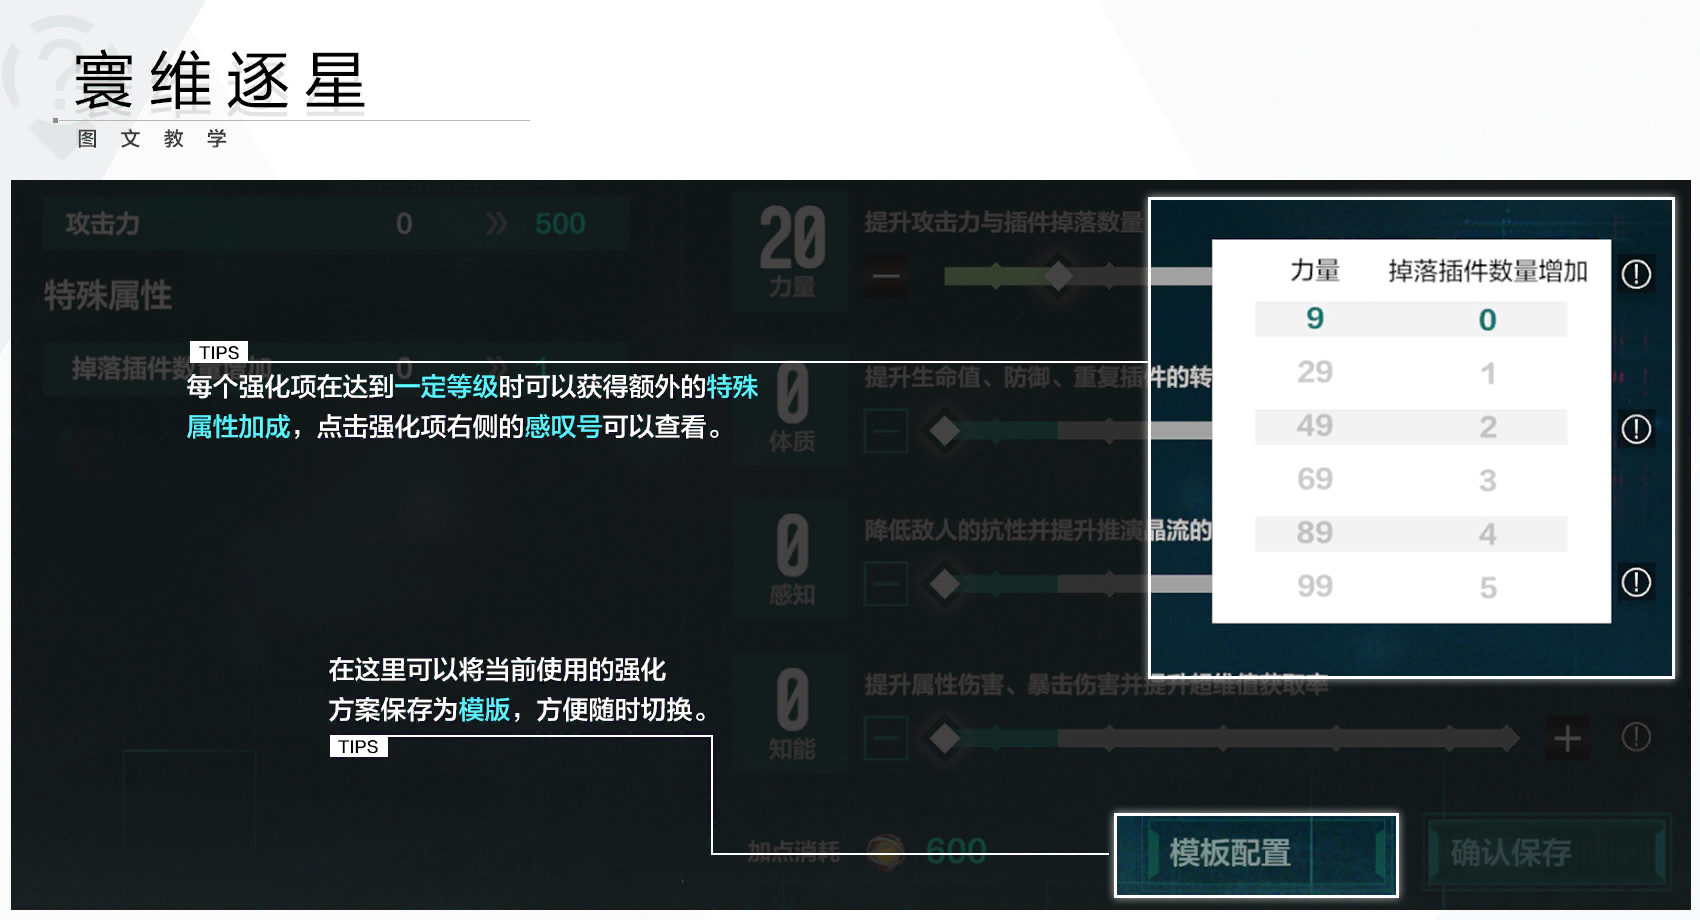 寰维逐星
图文教学
攻击力 0 500
特殊属性
掉落插件数量增加 0 1
TIPS
每个强化项在达到一定等级时可以获得额外的特殊
属性加成，点击强化项右侧的感叹号可以查看。
在这里可以将当前使用的强化
方案保存为模版，方便随时切换。
TIPS
20
力量
提升攻击力与插件掉落数量
0
体质
提升生命值、防御、重复插件的转
0
感知
降低敌人的抗性并提升推演晶流的
0
知能
提升属性伤害、暴击伤害并提升超维值获取率
力量 掉落插件数量增加
9 0
29 1
49 2
69 3
89 4
99 5
加点消耗 600
模板配置
确认保存